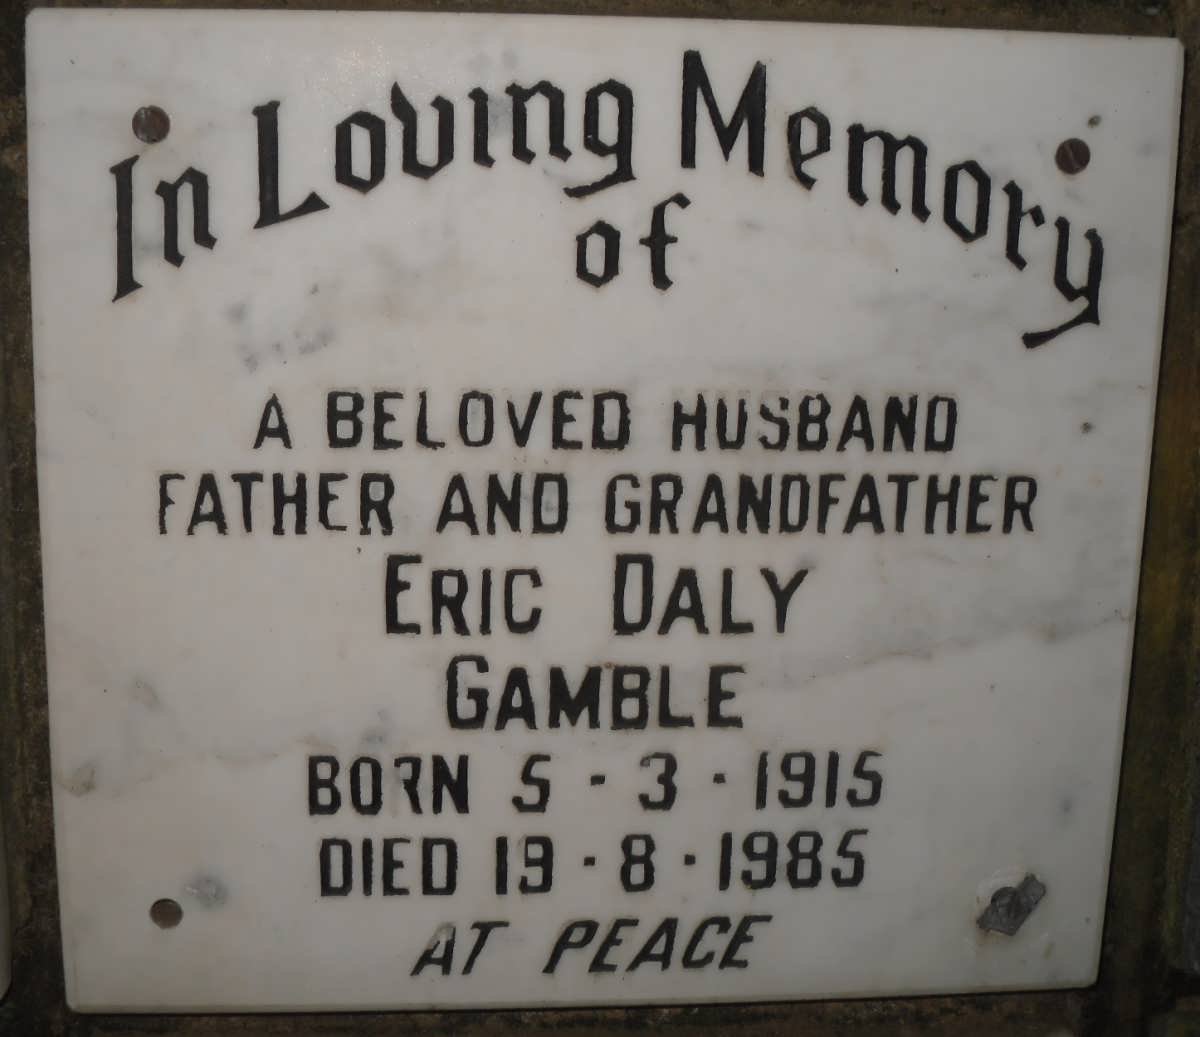 In Loving Memory
of
A BELOVED HUSBAND
FATHER AND GRANDFATHER
ERIC DALY
GAMBLE
BORN 5 - 3 - 1915
DIED 19 - 8 - 1985
AT PEACE